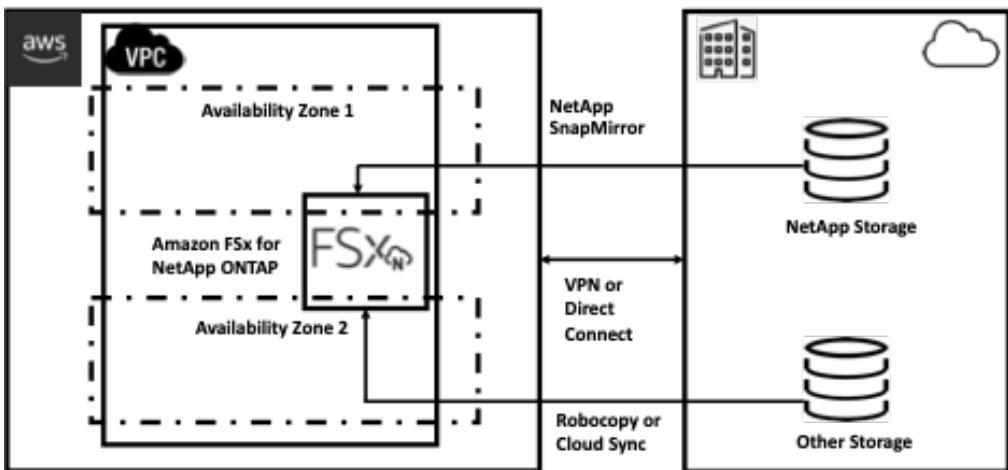 aws
VPC
Availability Zone 1
NetApp
SnapMirror
NetApp Storage
Amazon FSx for
NetApp ONTAP
FSx
N
VPN or
Direct
Connect
Availability Zone 2
Robocopy or
Cloud Sync
Other Storage